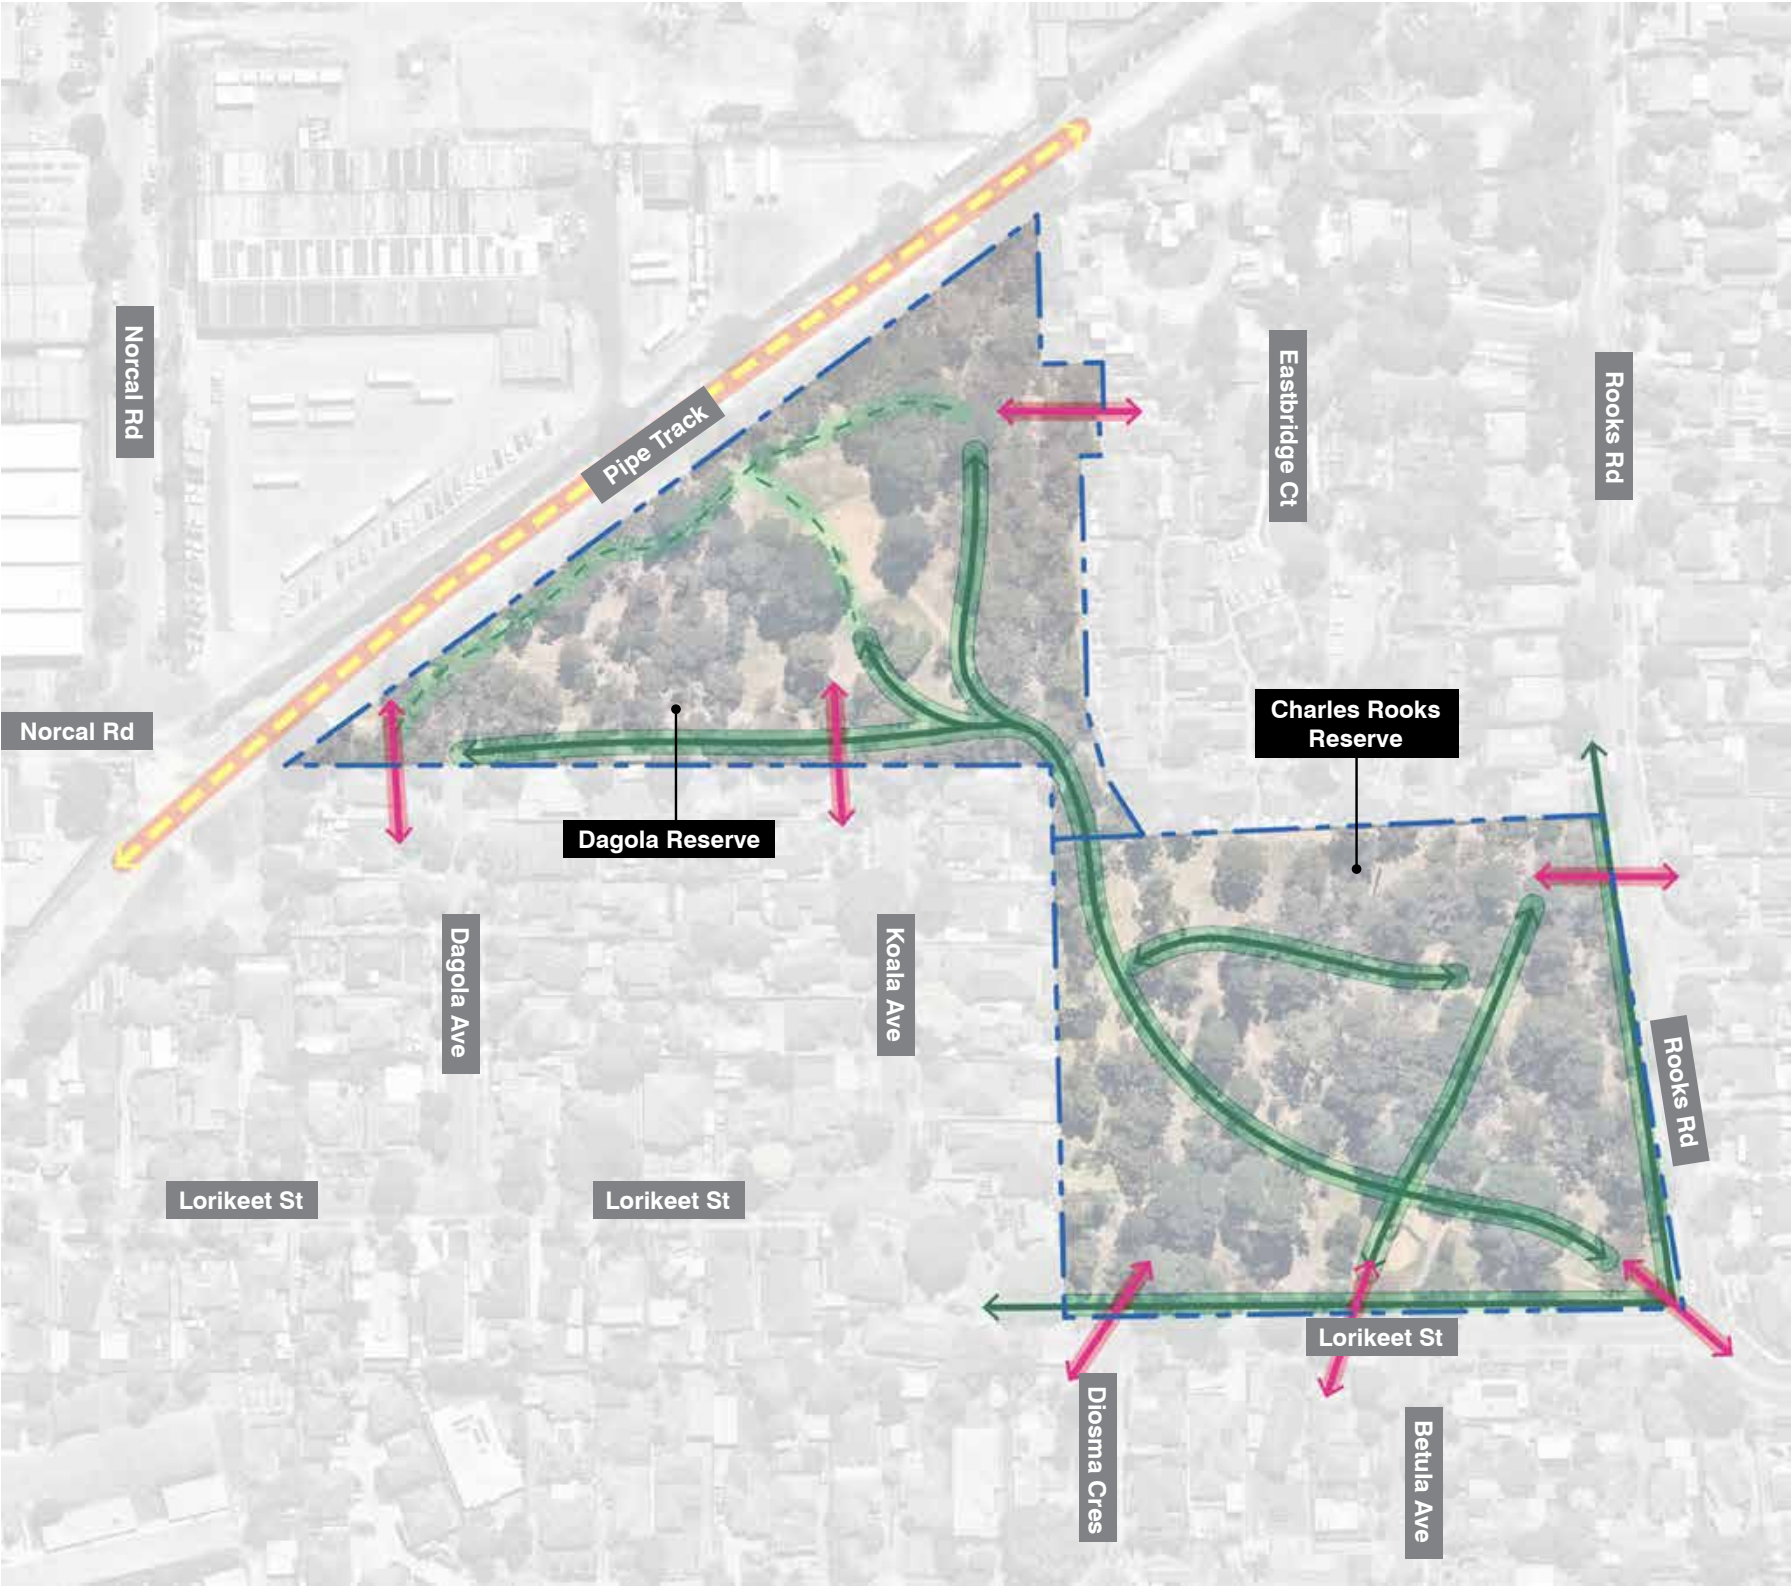 Norcal Rd
Eastbridge Ct
Rooks Rd
Pipe Track
Norcal Rd
Charles Rooks
Reserve
Dagola Reserve
Dagola Ave
Koala Ave
Rooks Rd
Lorikeet St
Lorikeet St
Lorikeet St
Diosma Cres
Betula Ave